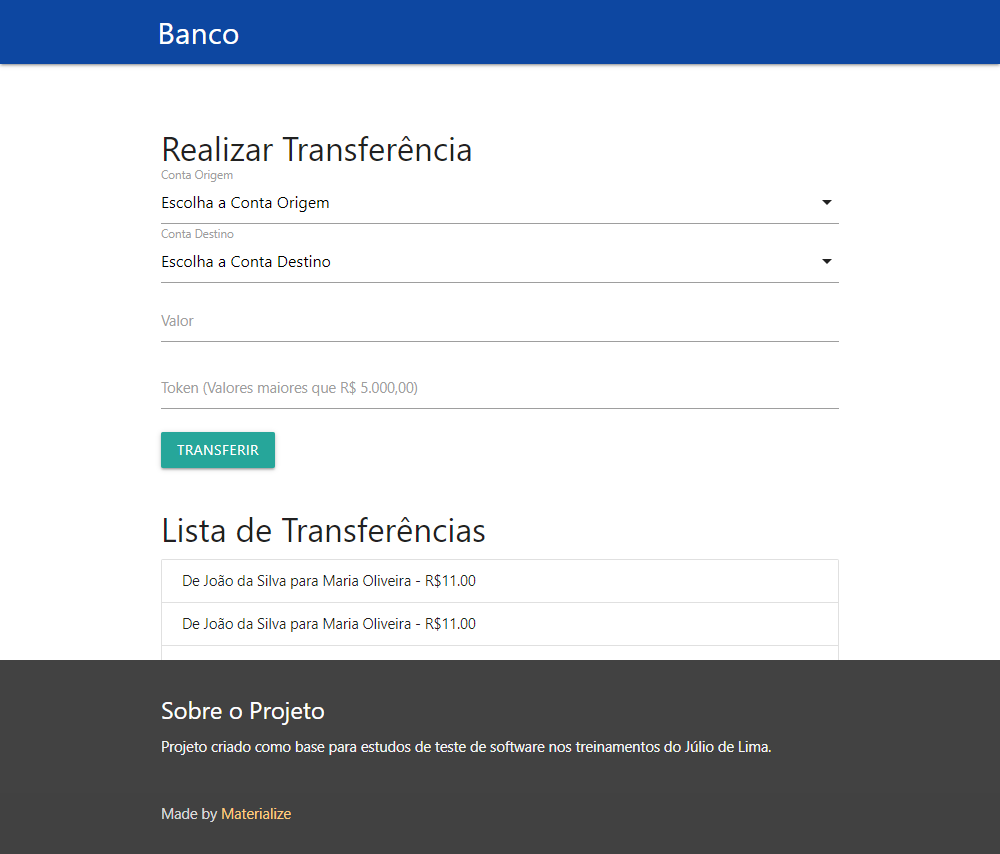 Banco
Realizar Transferência
Conta Origem
Escolha a Conta Origem
Conta Destino
Escolha a Conta Destino
Valor
Token (Valores maiores que R$ 5.000,00)
TRANSFERIR
Lista de Transferências
De João da Silva para Maria Oliveira - R$11.00
De João da Silva para Maria Oliveira - R$11.00
Sobre o Projeto
Projeto criado como base para estudos de teste de software nos treinamentos do Júlio de Lima.
Made by Materialize